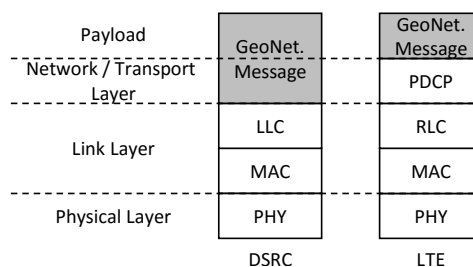 Payload
Network / Transport
Layer
Link Layer
Physical Layer
GeoNet.
Message
LLC
MAC
PHY
DSRC
GeoNet.
Message
PDCP
RLC
MAC
PHY
LTE